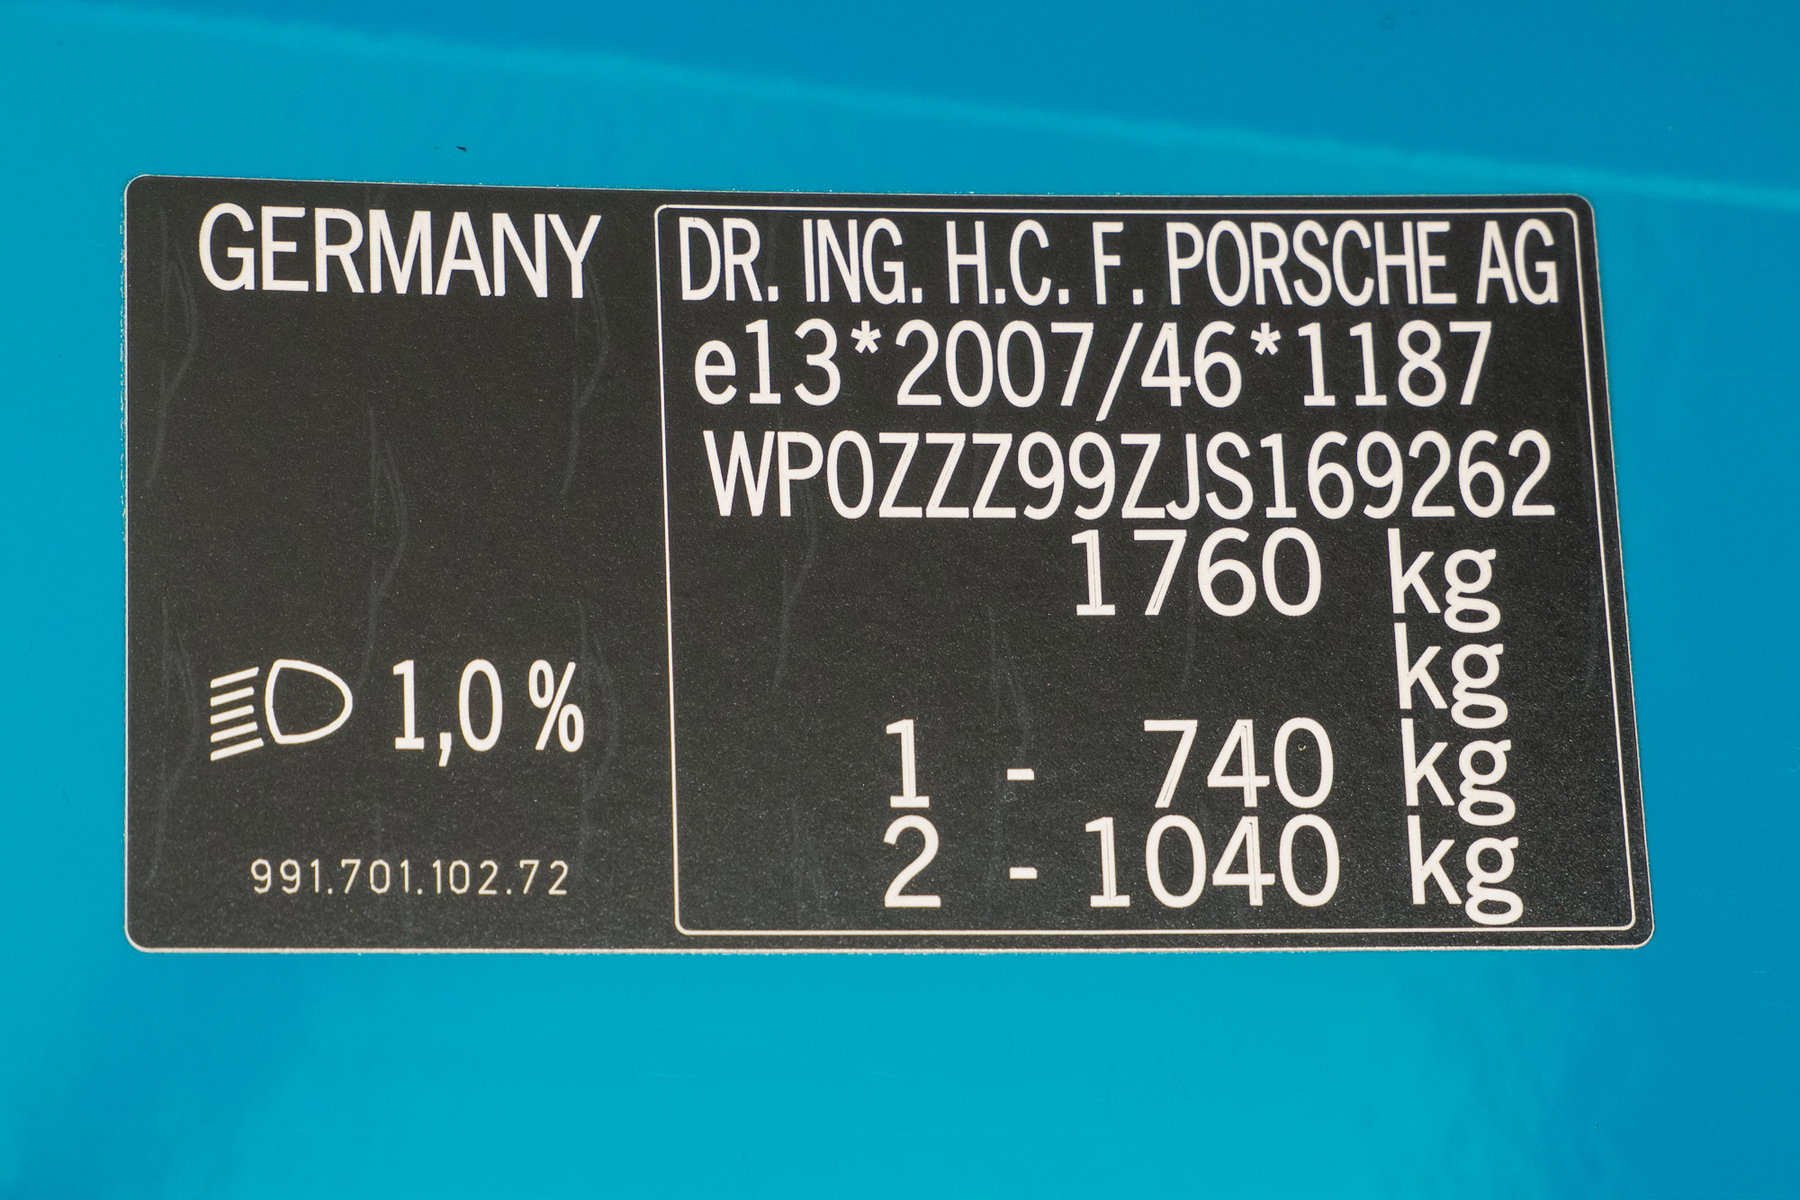 GERMANY
1,0 %
991.701.102.72
DR. ING. H.C. F. PORSCHE AG
e13*2007/46*1187
WP0ZZZ99ZJS169262
1760 kg
kg
1 - 740 kg
2 - 1040 kg